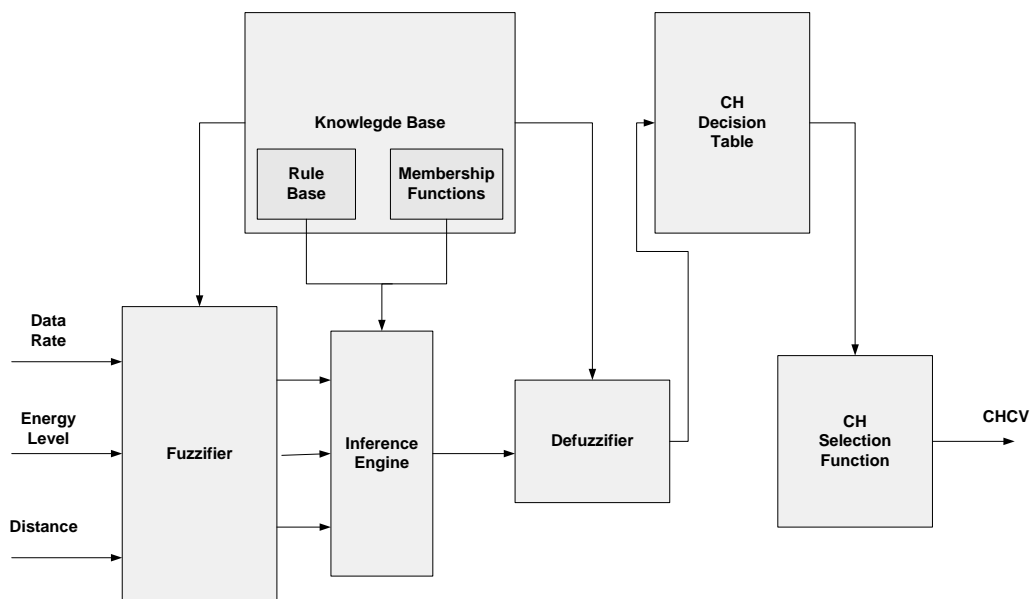 Knowlegde Base
Rule
Base
Membership
Functions
CH
Decision
Table
Data
Rate
Energy
Level
Distance
Fuzzifier
Inference
Engine
Defuzzifier
CH
Selection
Function
CHCV